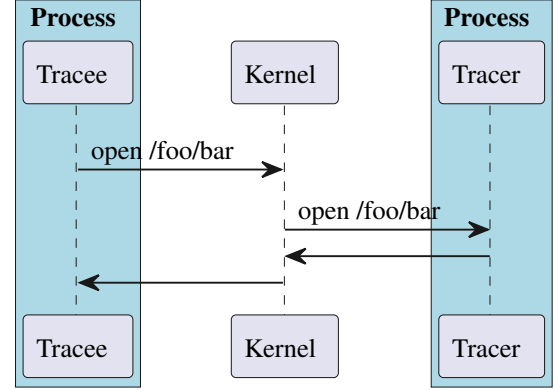 Process Process
Tracee Kernel Tracer
open /foo/bar
open /foo/bar
Tracee Kernel Tracer